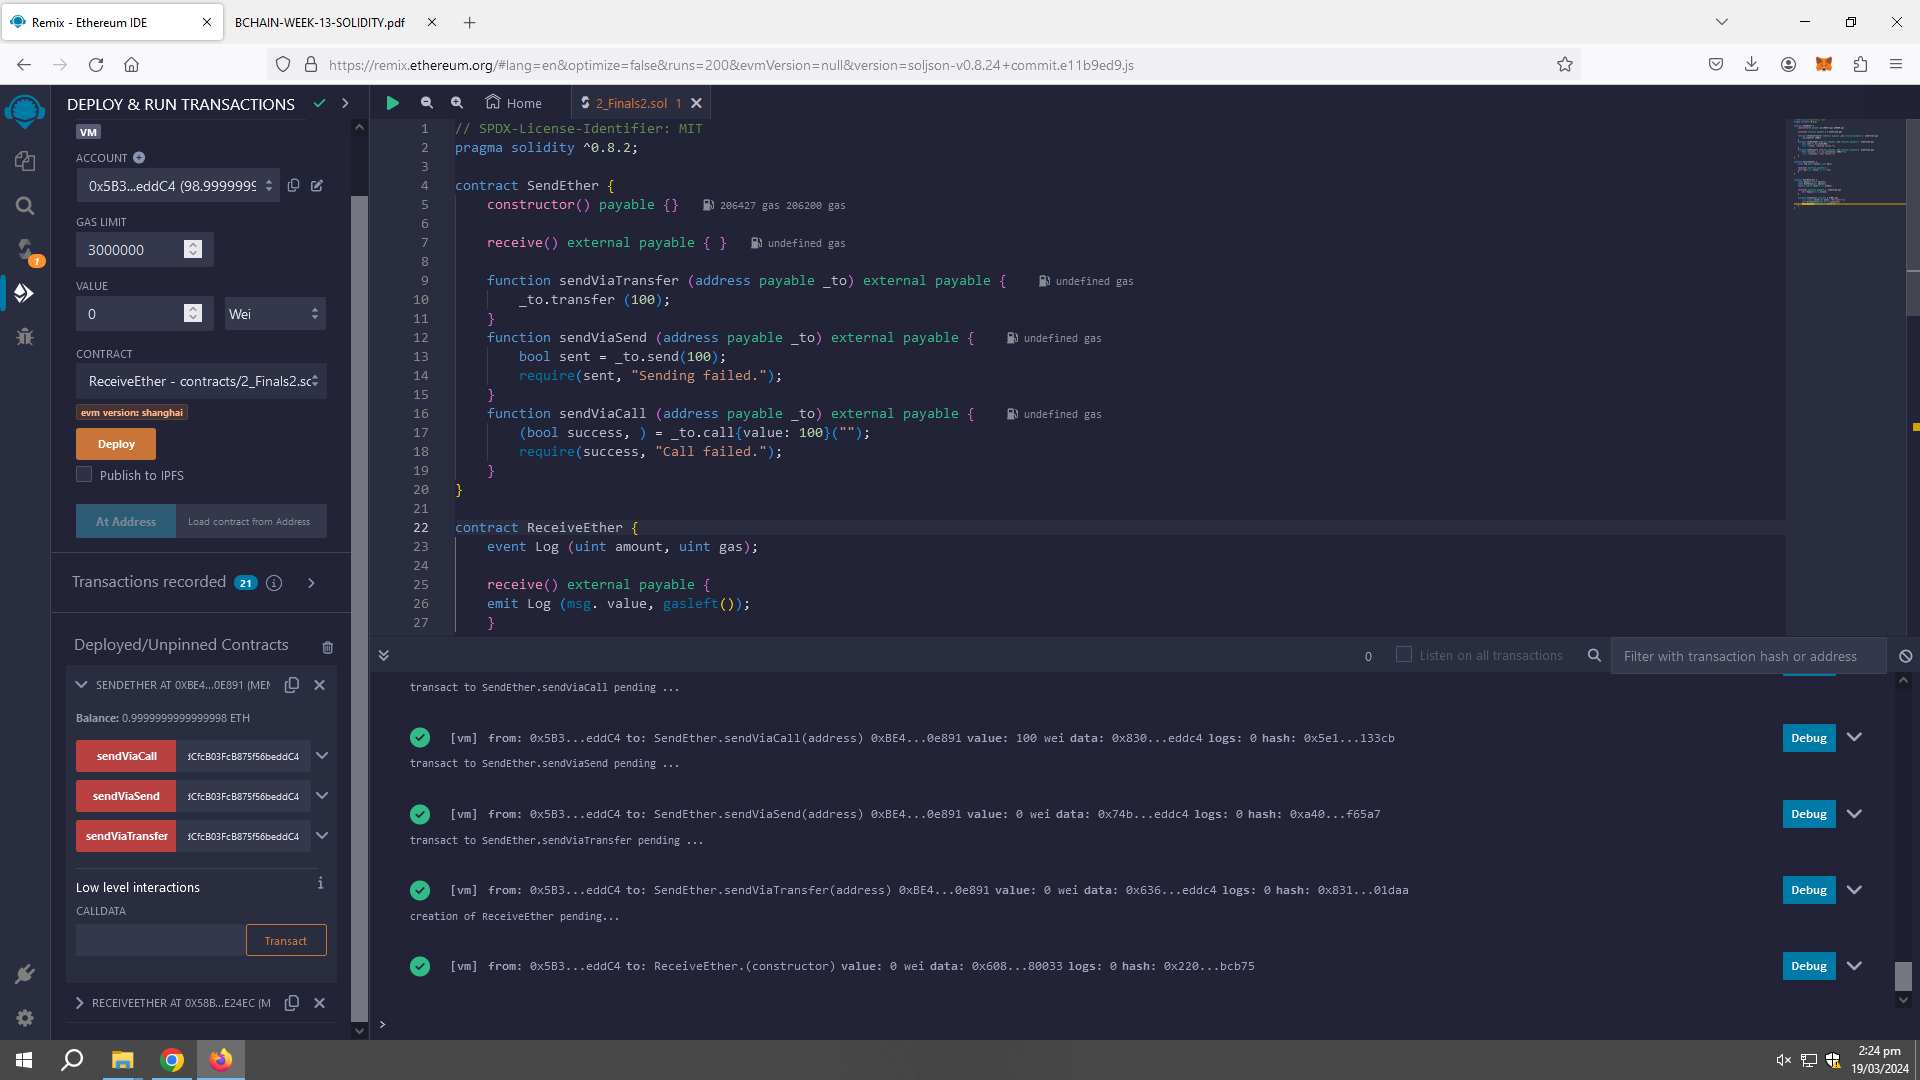 Remix - Ethereum IDE
BCHAIN-WEEK-13-SOLIDITY.pdf
https://remix.ethereum.org/#lang=en&optimize=false&runs=200&evmVersion=null&version=soljson-v0.8.24+commit.e11b9ed9.js
DEPLOY & RUN TRANSACTIONS
VM
ACCOUNT
0x5B3...eddC4 (98.9999999
GAS LIMIT
3000000
VALUE
0
Wei
CONTRACT
ReceiveEther - contracts/2_Finals2.sc
evm version: shanghai
Deploy
Publish to IPFS
At Address
Load contract from Address
Transactions recorded 21 i
Deployed/Unpinned Contracts
SENDETHER AT 0XBE4...0E891 (MEM
Balance: 0.9999999999999998 ETH
sendViaCall
dCfcB03FcB875f56beddC4
sendViaSend
dCfcB03FcB875f56beddC4
sendViaTransfer
dCfcB03FcB875f56beddC4
Low level interactions
i
CALLDATA
Transact
RECEIVEETHER AT 0X58B...E24EC (M
1
Home
2_Finals2.sol 1
1 // SPDX-License-Identifier: MIT
2 pragma solidity ^0.8.2;
3
4 contract SendEther {
5 constructor() payable {} 206427 gas 206200 gas
6
7 receive() external payable { } undefined gas
8
9 function sendViaTransfer (address payable _to) external payable { undefined gas
10 _to.transfer (100);
11 }
12 function sendViaSend (address payable _to) external payable { undefined gas
13 bool sent = _to.send(100);
14 require(sent, "Sending failed.");
15 }
16 function sendViaCall (address payable _to) external payable { undefined gas
17 (bool success, ) = _to.call{value: 100}("");
18 require(success, "Call failed.");
19 }
20 }
21
22 contract ReceiveEther {
23 event Log (uint amount, uint gas);
24
25 receive() external payable {
26 emit Log (msg. value, gasleft());
27 }
0
Listen on all transactions
Filter with transaction hash or address
transact to SendEther.sendViaCall pending ...
[vm] from: 0x5B3...eddC4 to: SendEther.sendViaCall(address) 0xBE4...0e891 value: 100 wei data: 0x830...eddc4 logs: 0 hash: 0x5e1...133cb
Debug
transact to SendEther.sendViaSend pending ...
[vm] from: 0x5B3...eddC4 to: SendEther.sendViaSend(address) 0xBE4...0e891 value: 0 wei data: 0x74b...eddc4 logs: 0 hash: 0xa40...f65a7
Debug
transact to SendEther.sendViaTransfer pending ...
[vm] from: 0x5B3...eddC4 to: SendEther.sendViaTransfer(address) 0xBE4...0e891 value: 0 wei data: 0x636...eddc4 logs: 0 hash: 0x831...01daa
Debug
creation of ReceiveEther pending...
[vm] from: 0x5B3...eddC4 to: ReceiveEther.(constructor) value: 0 wei data: 0x608...80033 logs: 0 hash: 0x220...bcb75
Debug
>
2:24 pm
19/03/2024